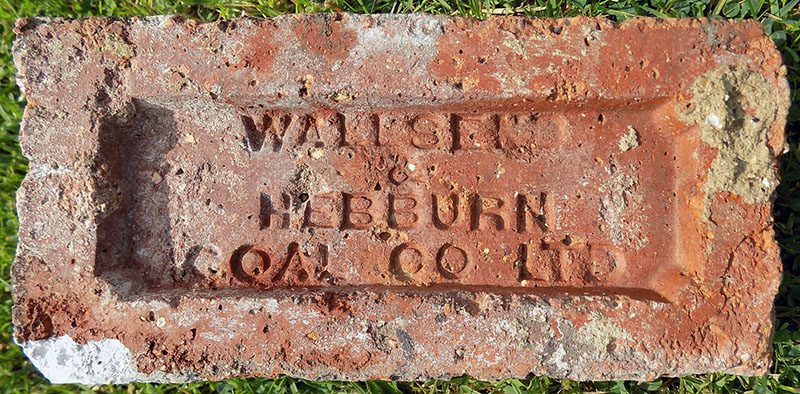 WALLSEND
&
HEBBURN
COAL CO LTD